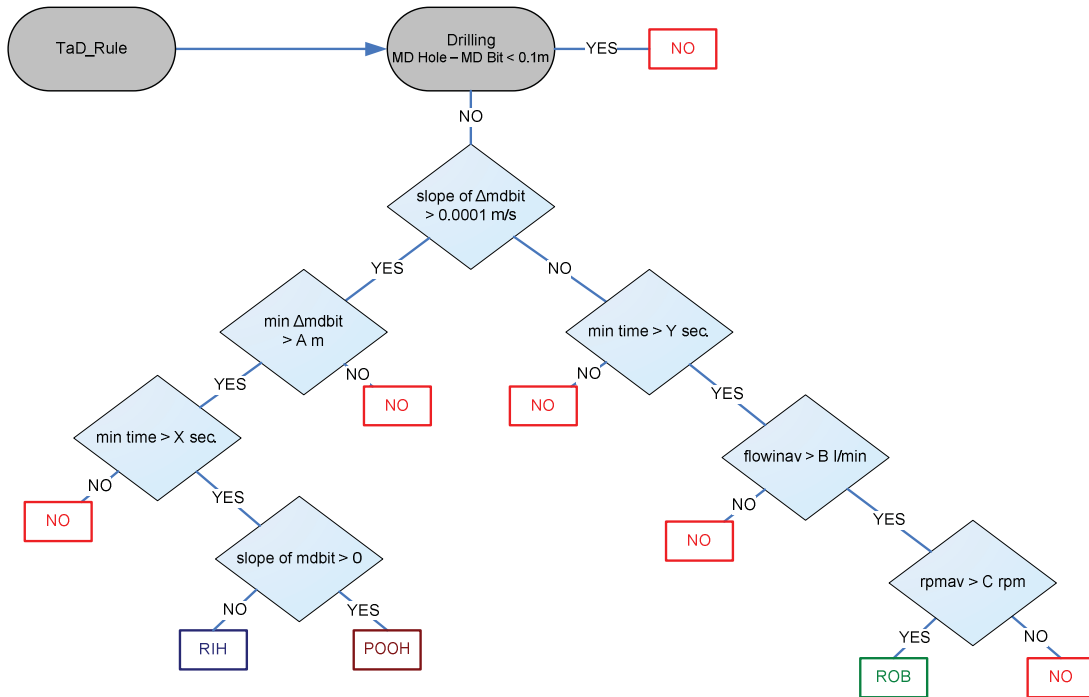 TaD_Rule
Drilling
MD Hole – MD Bit < 0.1m
YES
NO
NO
slope of Δmdbit
> 0.0001 m/s
YES
NO
min Δmdbit
> A m
min time > Y sec.
YES
NO
NO
NO
NO
YES
min time > X sec.
flowinav > B l/min
NO
NO
YES
NO
NO
YES
slope of mdbit > 0
rpmav > C rpm
NO
YES
YES
NO
RIH
POOH
ROB
NO